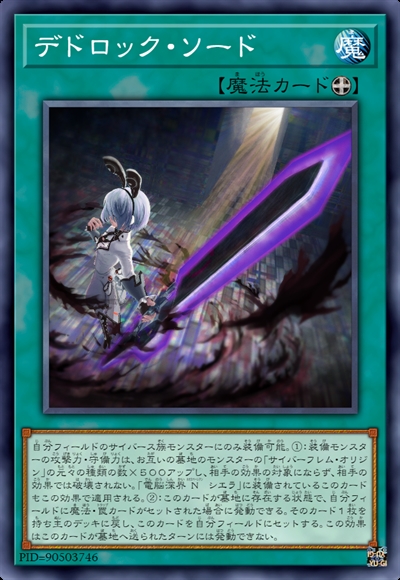 デドロック・ソード
魔
【魔法カード】
自分フィールドのサイバース族モンスターにのみ装備可能。①：装備モンスター
の攻撃力・守備力は、お互いの墓地のモンスターの「サイバーフレム・オリジ
ン」の元々の種類の数×５００アップし、相手の効果の対象にならず、相手の
効果では破壊されない。「電脳深界 Ｎ シエラ」に装備されているこのカード
もこの効果で適用される。②：このカードが墓地に存在する状態で、自分フィー
ルドに魔法・罠カードがセットされた場合に発動できる。そのカード１枚を
持ち主のデッキに戻し、このカードを自分フィールドにセットする。この効果
はこのカードが墓地へ送られたターンには発動できない。
PID=90503746